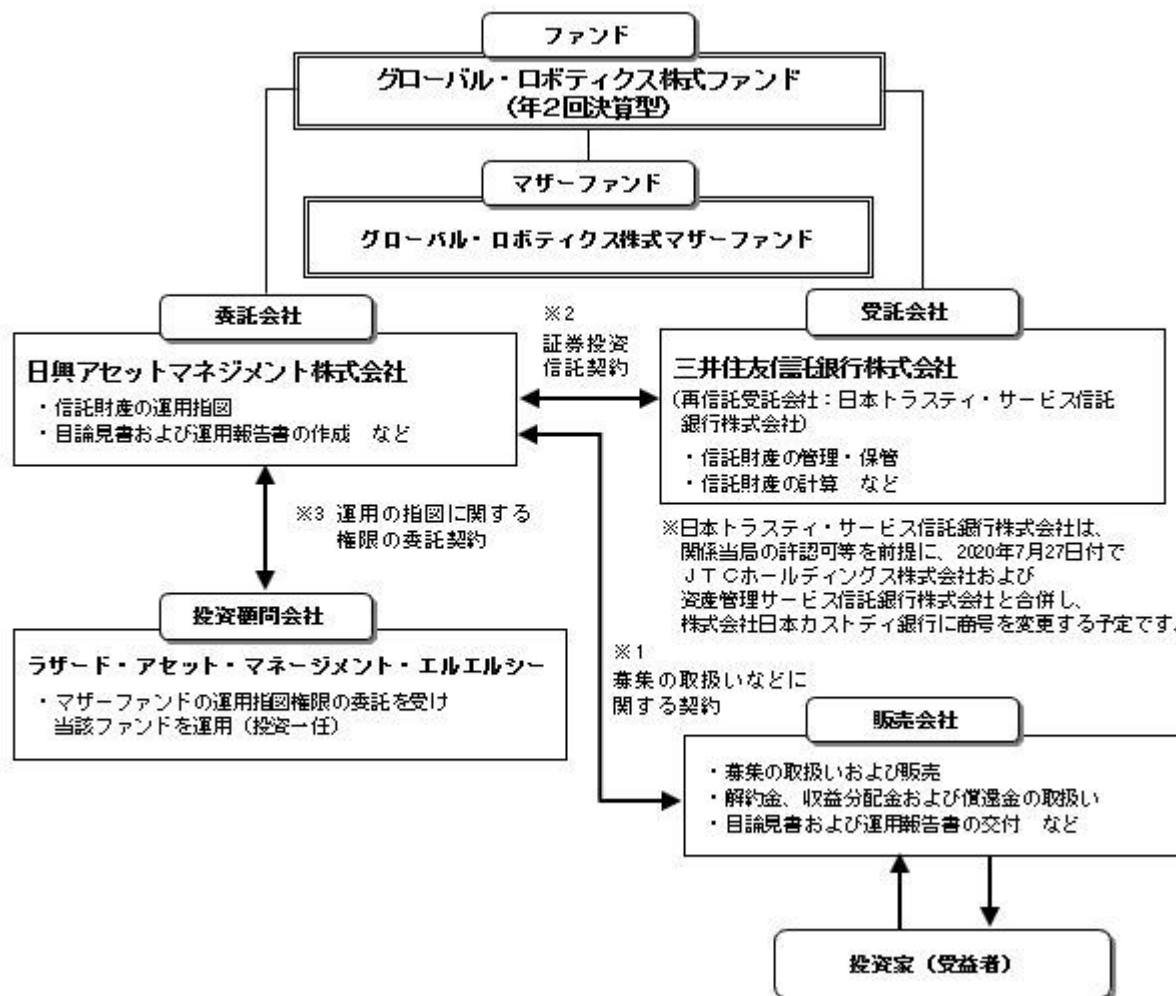 ファンド
グローバル・ロボティクス株式ファンド
(年2回決算型)
マザーファンド
グローバル・ロボティクス株式マザーファンド
委託会社
日興アセットマネジメント株式会社
・信託財産の運用指図
・目論見書および運用報告書の作成 など
※2
証券投資
信託契約
受託会社
三井住友信託銀行株式会社
(再信託受託会社:日本トラスティ・サービス信託
銀行株式会社)
・信託財産の管理・保管
・信託財産の計算 など
※日本トラスティ・サービス信託銀行株式会社は、
関係当局の許認可等を前提に、2020年7月27日付で
JTCホールディングス株式会社および
資産管理サービス信託銀行株式会社と合併し、
株式会社日本カストディ銀行に商号を変更する予定です。
※3 運用の指図に関する
権限の委託契約
投資顧問会社
ラザード・アセット・マネージメント・エルエルシー
・マザーファンドの運用指図権限の委託を受け
当該ファンドを運用(投資一任)
※1
募集の取扱いなどに
関する契約
販売会社
・募集の取扱いおよび販売
・解約金、収益分配金および償還金の取扱い
・目論見書および運用報告書の交付 など
投資家(受益者)